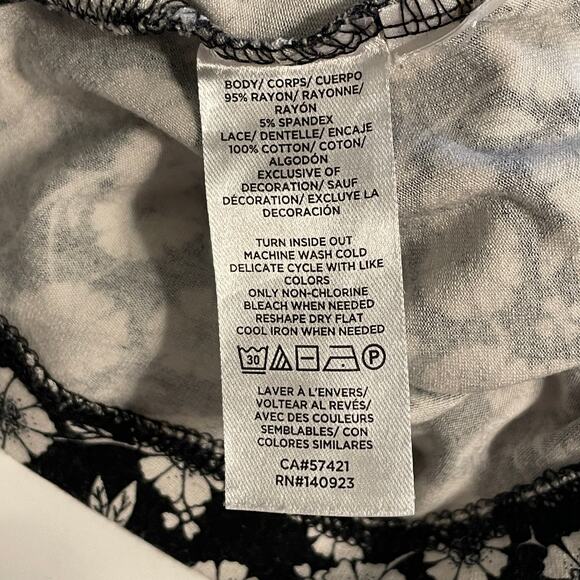 BODY/ CORPS/ CUERPO
95% RAYON/ RAYONNE/
RAYÓN
5% SPANDEX
LACE/ DENTELLE/ ENCAJE
100% COTTON/ COTON/
ALGODÓN
EXCLUSIVE OF
DECORATION/ SAUF
DÉCORATION/ EXCLUYE LA
DECORACIÓN
TURN INSIDE OUT
MACHINE WASH COLD
DELICATE CYCLE WITH LIKE
COLORS
ONLY NON-CHLORINE
BLEACH WHEN NEEDED
RESHAPE DRY FLAT
COOL IRON WHEN NEEDED
30 P
LAVER À L'ENVERS/
VOLTEAR AL REVÉS/
AVEC DES COULEURS
SEMBLABLES/ CON
COLORES SIMILARES
CA#57421
RN#140923